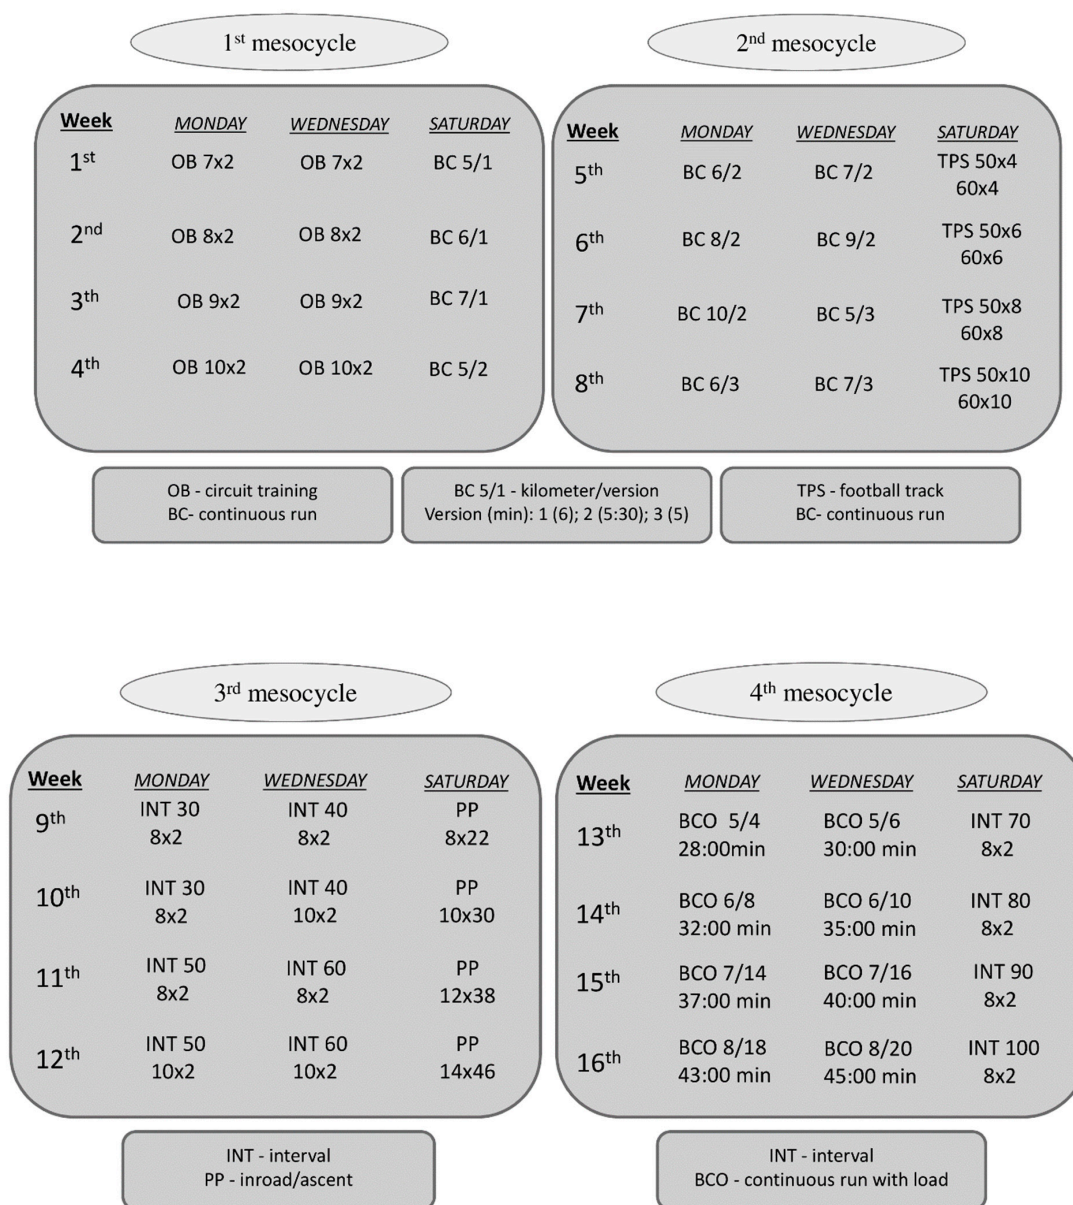 1st mesocycle
2nd mesocycle
Week MONDAY WEDNESDAY SATURDAY
1st OB 7x2 OB 7x2 BC 5/1
2nd OB 8x2 OB 8x2 BC 6/1
3th OB 9x2 OB 9x2 BC 7/1
4th OB 10x2 OB 10x2 BC 5/2
Week MONDAY WEDNESDAY SATURDAY
5th BC 6/2 BC 7/2 TPS 50x4
60x4
6th BC 8/2 BC 9/2 TPS 50x6
60x6
7th BC 10/2 BC 5/3 TPS 50x8
60x8
8th BC 6/3 BC 7/3 TPS 50x10
60x10
OB - circuit training
BC- continuous run
BC 5/1 - kilometer/version
Version (min): 1 (6); 2 (5:30); 3 (5)
TPS - football track
BC- continuous run
3rd mesocycle
4th mesocycle
Week MONDAY WEDNESDAY SATURDAY
9th INT 30 INT 40 PP
8x2 8x2 8x22
10th INT 30 INT 40 PP
8x2 10x2 10x30
11th INT 50 INT 60 PP
8x2 8x2 12x38
12th INT 50 INT 60 PP
10x2 10x2 14x46
Week MONDAY WEDNESDAY SATURDAY
13th BCO 5/4 BCO 5/6 INT 70
28:00min 30:00 min 8x2
14th BCO 6/8 BCO 6/10 INT 80
32:00 min 35:00 min 8x2
15th BCO 7/14 BCO 7/16 INT 90
37:00 min 40:00 min 8x2
16th BCO 8/18 BCO 8/20 INT 100
43:00 min 45:00 min 8x2
INT - interval
PP - inroad/ascent
INT - interval
BCO - continuous run with load